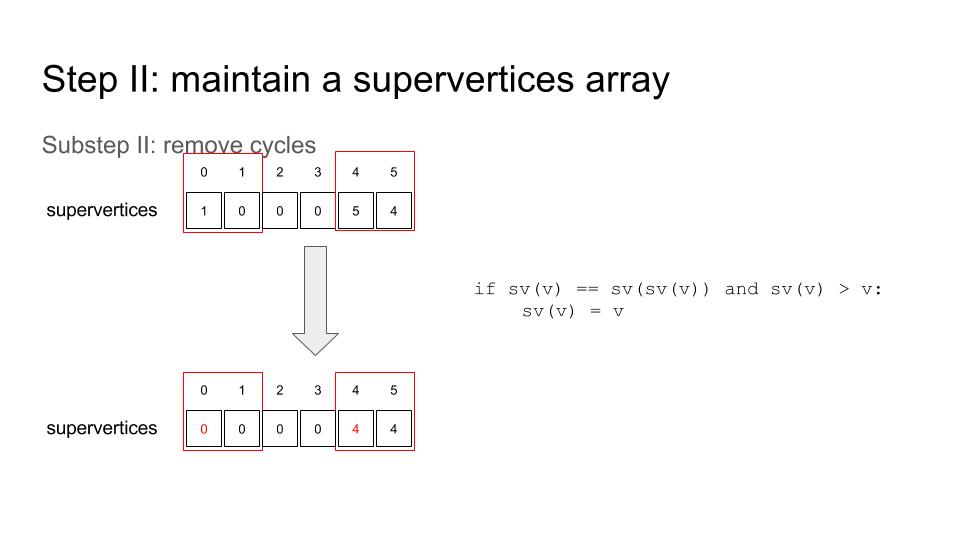 Step II: maintain a supervertices array
Substep II: remove cycles
0 1 2 3 4 5
supervertices 1 0 0 0 5 4
if sv(v) == sv(sv(v)) and sv(v) > v:
sv(v) = v
0 1 2 3 4 5
supervertices 0 0 0 0 4 4